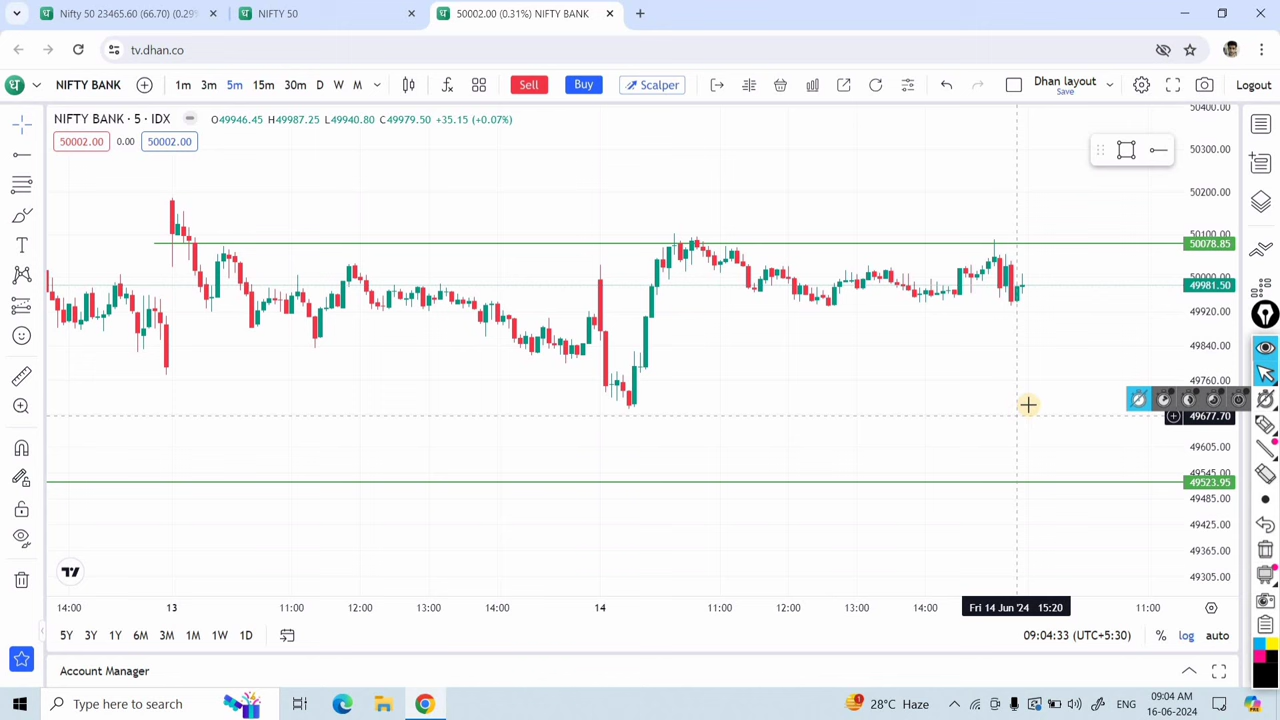 Nifty 50 23465.60 (66.70) (0.29%
NIFTY 50
50002.00 (0.31%) NIFTY BANK
tv.dhan.co
NIFTY BANK 1m 3m 5m 15m 30m D W M Sell Buy Scalper Dhan layout Save Logout
NIFTY BANK · 5 · IDX O49946.45 H49987.25 L49940.80 C49979.50 +35.15 (+0.07%)
50002.00 0.00 50002.00
50400.00
50300.00
50200.00
50100.00
50078.85
50000.00
49981.50
49920.00
49840.00
49760.00
49677.70
49605.00
49545.00
49523.95
49485.00
49425.00
49365.00
49305.00
14:00 13 11:00 12:00 13:00 14:00 14 11:00 12:00 13:00 14:00 Fri 14 Jun '24 15:20 11:00
5Y 3Y 1Y 6M 3M 1M 1W 1D 09:04:33 (UTC+5:30) % log auto
Account Manager
Type here to search 28°C Haze ENG 09:04 AM
16-06-2024